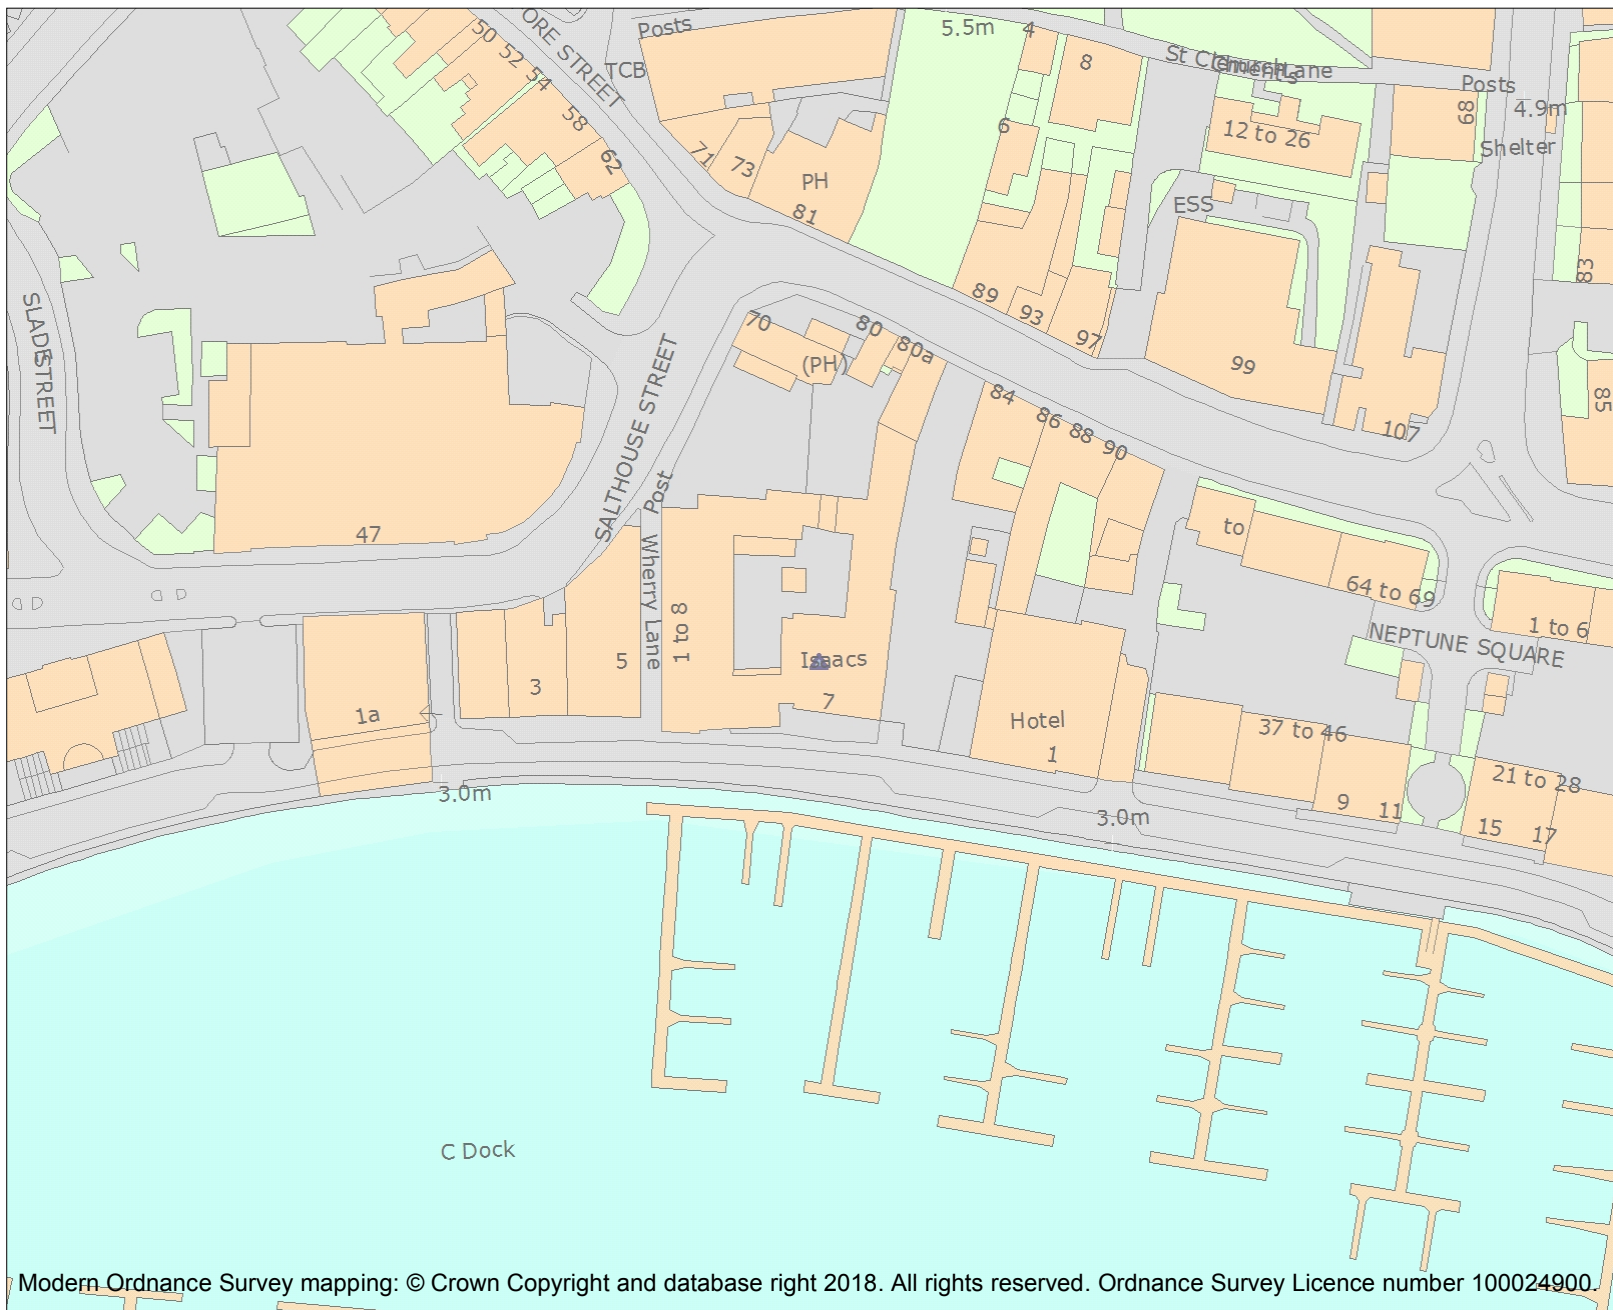 ORE STREET
Posts
5.5m
4
50
52
54
58
62
TCB
8
St Clements
Church Lane
Posts
4.9m
68
Shelter
6
12 to 26
71
73
PH
81
ESS
83
SLADE STREET
89
93
97
99
70
80
80a
(PH)
84
86
88
90
107
85
SALTHOUSE STREET
Post
47
Wherry Lane
1 to 8
to
64 to 69
1 to 6
NEPTUNE SQUARE
5
3
1a
Isaacs
7
Hotel
1
37 to 46
9
11
21 to 28
15
17
3.0m
3.0m
C Dock
Modern Ordnance Survey mapping: © Crown Copyright and database right 2018. All rights reserved. Ordnance Survey Licence number 100024900.